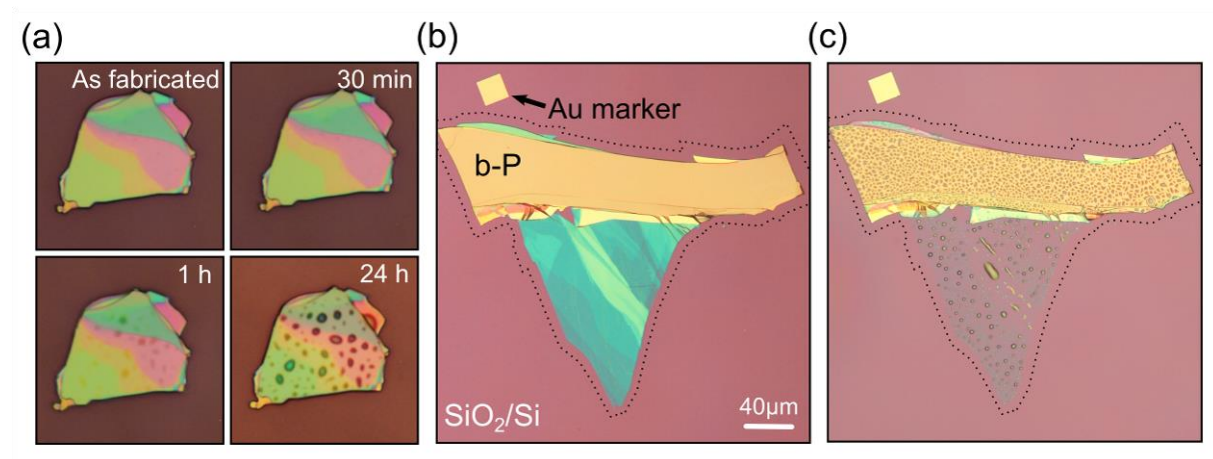 (a)
As fabricated
30 min
1 h
24 h
(b)
Au marker
b-P
SiO₂/Si
40μm
(c)